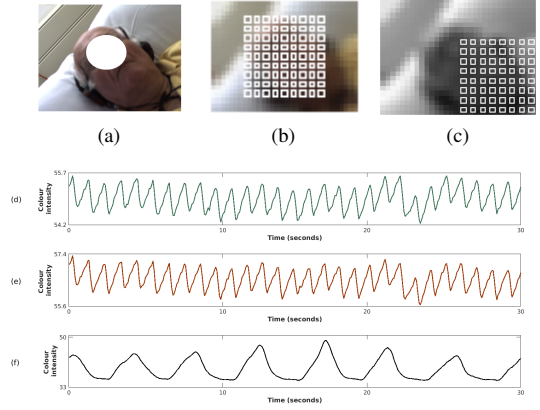 (a) (b) (c)
(d)
Colour
intensity
55.7
54.2
0 10 20 30
Time (seconds)
(e)
Colour
intensity
57.4
55.6
0 10 20 30
Time (seconds)
(f)
Colour
intensity
50
33
0 10 20 30
Time (seconds)